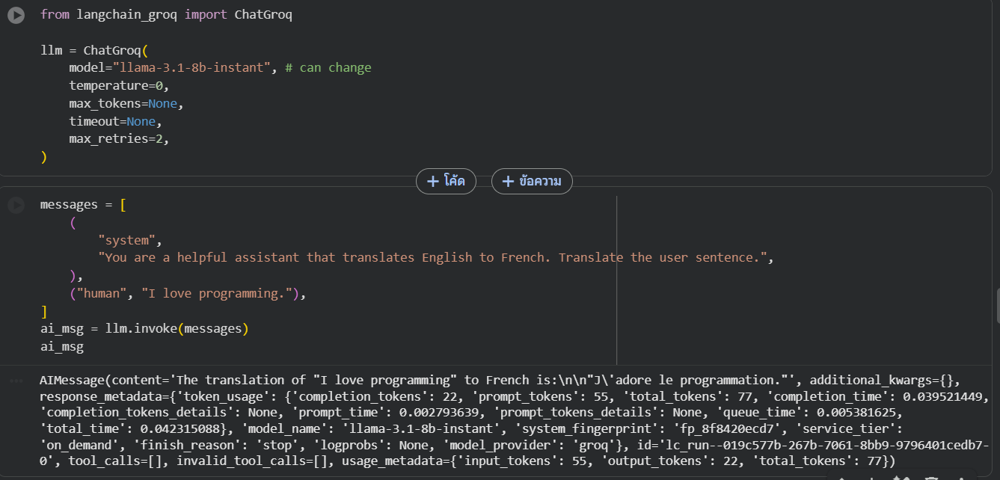 from langchain_groq import ChatGroq
llm = ChatGroq(
model="llama-3.1-8b-instant", # can change
temperature=0,
max_tokens=None,
timeout=None,
max_retries=2,
)
+ โค้ด + ข้อความ
messages = [
(
"system",
"You are a helpful assistant that translates English to French. Translate the user sentence.",
),
("human", "I love programming."),
]
ai_msg = llm.invoke(messages)
ai_msg
AIMessage(content='The translation of "I love programming" to French is:\n\n"J\'adore le programmation."', additional_kwargs={},
response_metadata={'token_usage': {'completion_tokens': 22, 'prompt_tokens': 55, 'total_tokens': 77, 'completion_time': 0.039521449,
'completion_tokens_details': None, 'prompt_time': 0.002793639, 'prompt_tokens_details': None, 'queue_time': 0.005381625,
'total_time': 0.042315088}, 'model_name': 'llama-3.1-8b-instant', 'system_fingerprint': 'fp_8f8420ecd7', 'service_tier':
'on_demand', 'finish_reason': 'stop', 'logprobs': None, 'model_provider': 'groq'}, id='lc_run--019c577b-267b-7061-8bb9-9796401cedb7-
0', tool_calls=[], invalid_tool_calls=[], usage_metadata={'input_tokens': 55, 'output_tokens': 22, 'total_tokens': 77})